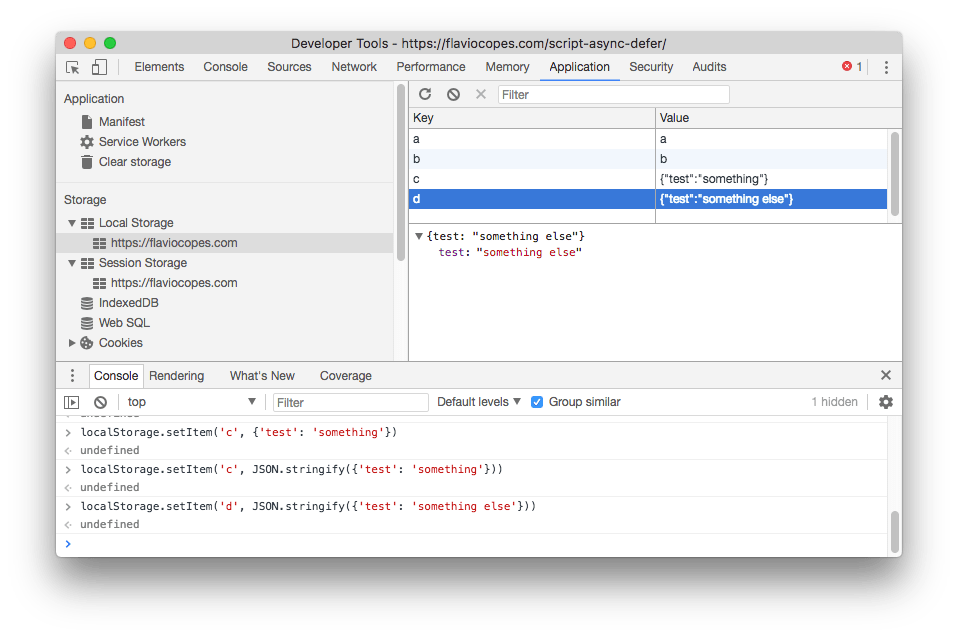 Developer Tools - https://flaviocopes.com/script-async-defer/
Elements Console Sources Network Performance Memory Application Security Audits 1
Application
Manifest
Service Workers
Clear storage
Storage
Local Storage
https://flaviocopes.com
Session Storage
https://flaviocopes.com
IndexedDB
Web SQL
Cookies
Filter
Key Value
a a
b b
c {"test":"something"}
d {"test":"something else"}
{test: "something else"}
test: "something else"
Console Rendering What's New Coverage
top Filter Default levels Group similar 1 hidden
localStorage.setItem('c', {'test': 'something'})
undefined
localStorage.setItem('c', JSON.stringify({'test': 'something'}))
undefined
localStorage.setItem('d', JSON.stringify({'test': 'something else'}))
undefined